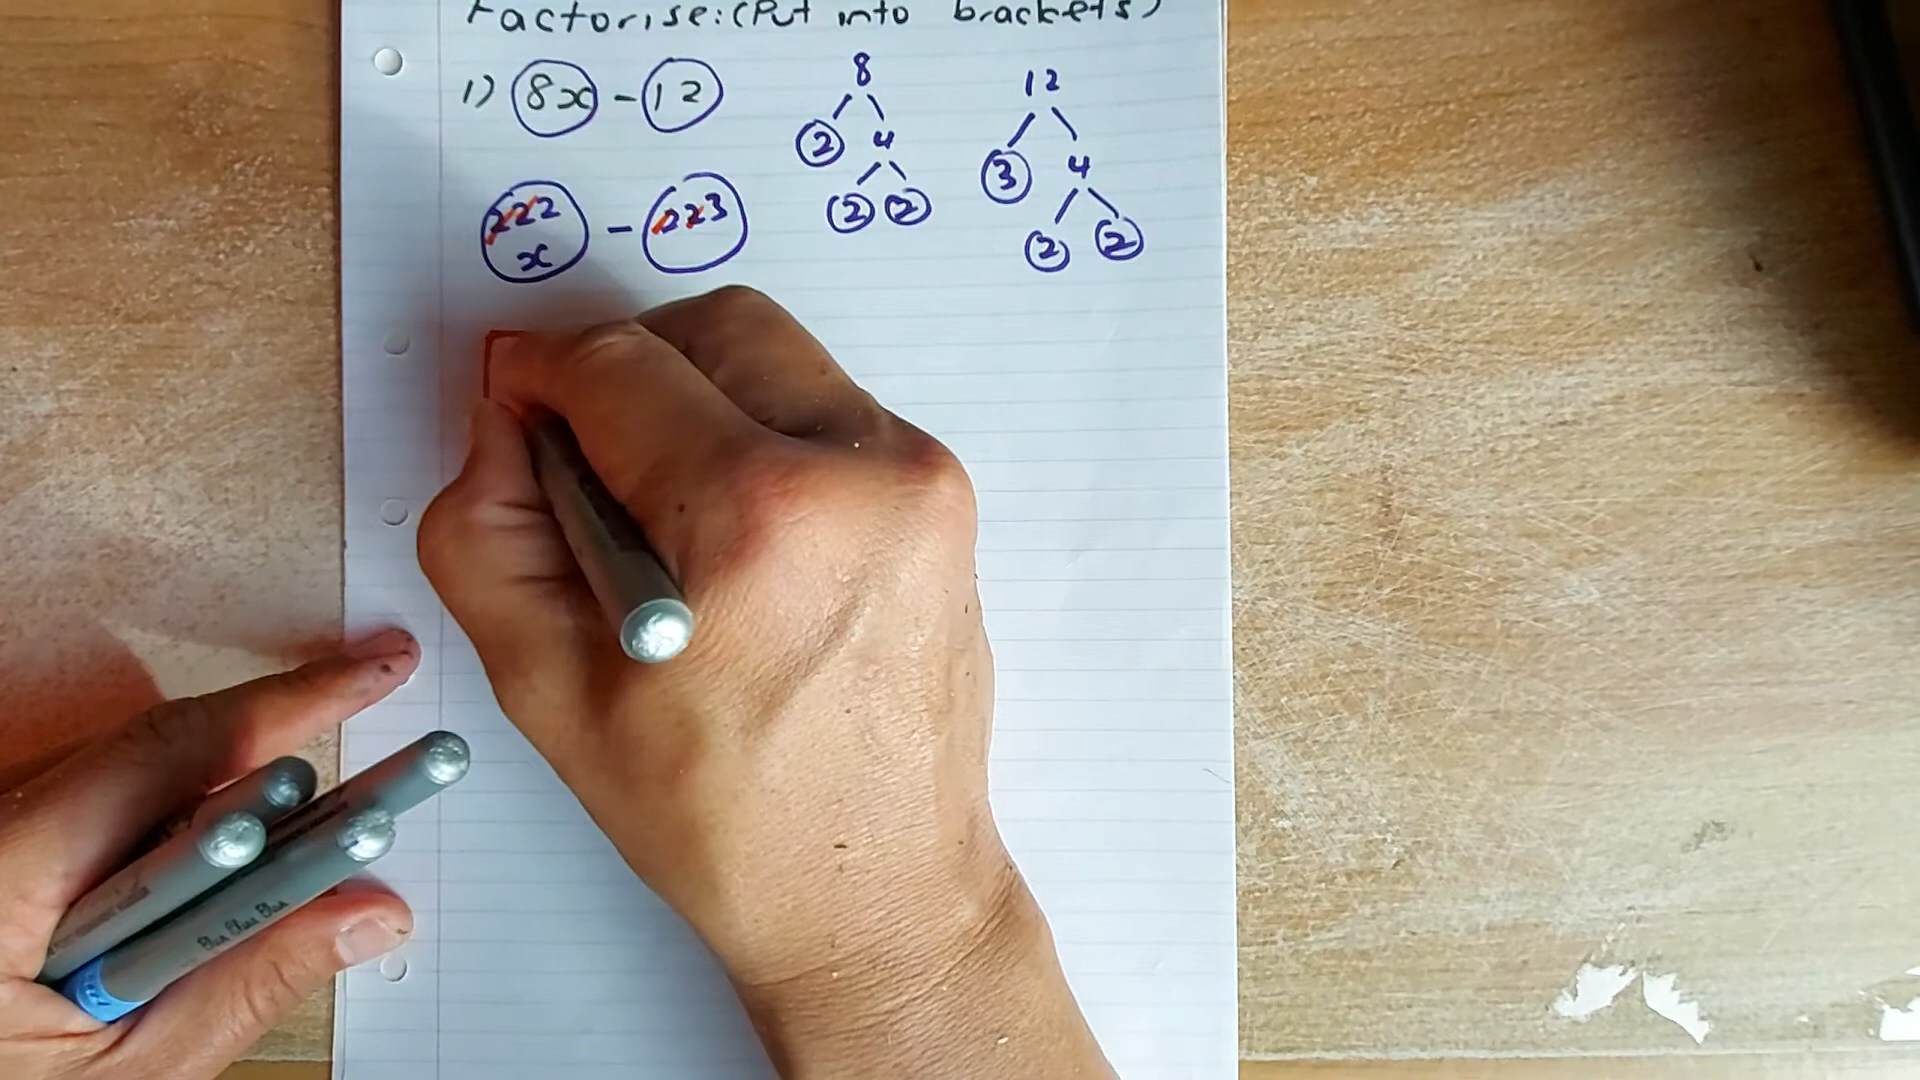 Factorise: (Put into brackets)
1) 8x - 12
8
2 4
2 2
12
3 4
2 2
222 x - 223